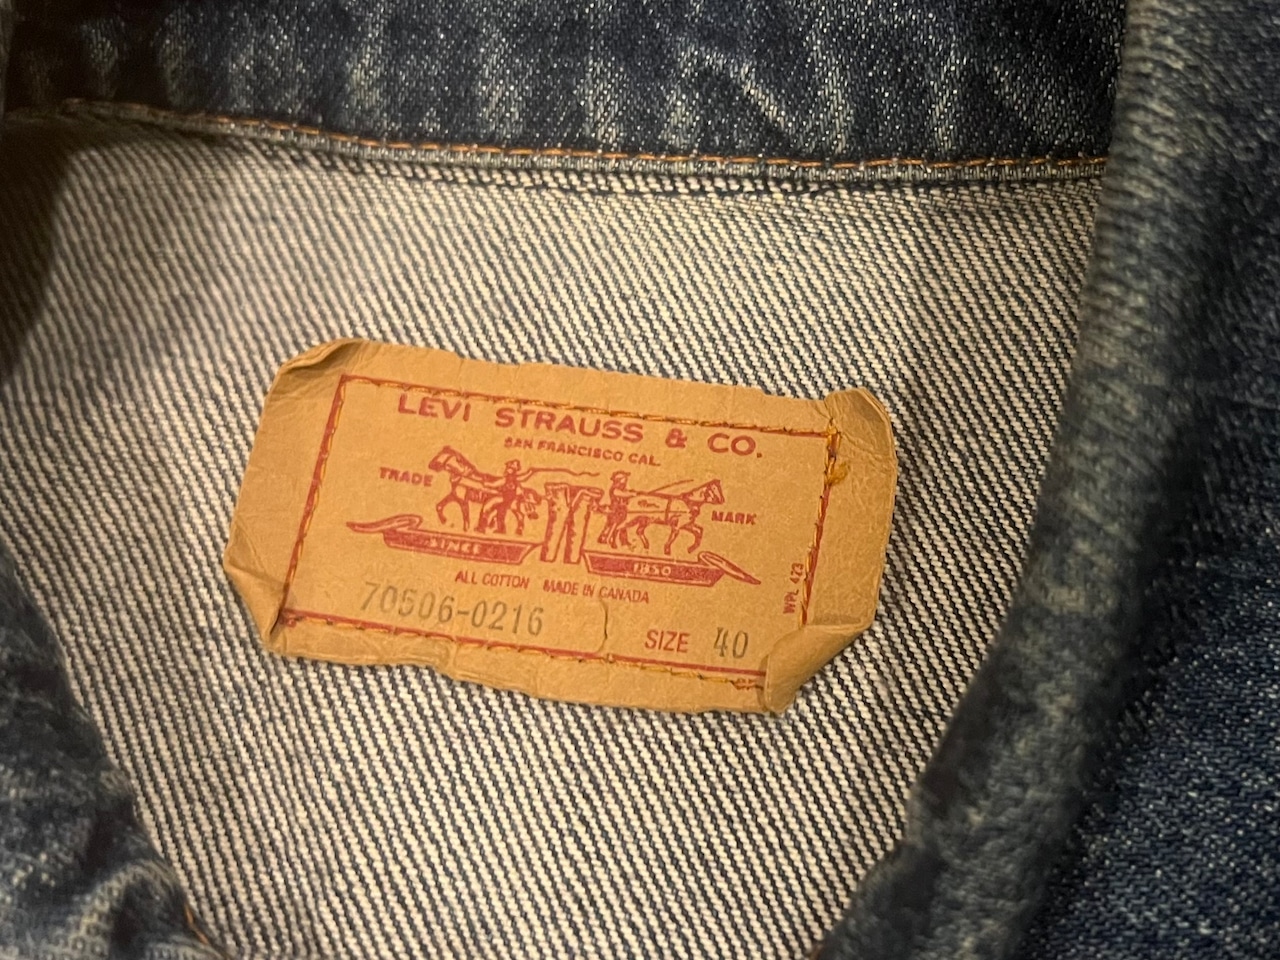 LEVI STRAUSS & CO.
SAN FRANCISCO CAL.
TRADE MARK
SINCE 1850
ALL COTTON MADE IN CANADA
WPL 423
70506-0216
SIZE 40